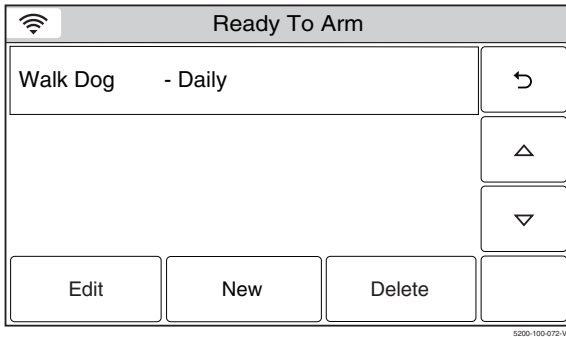 Ready To Arm
Walk Dog - Daily
Edit New Delete
5200-100-072-V